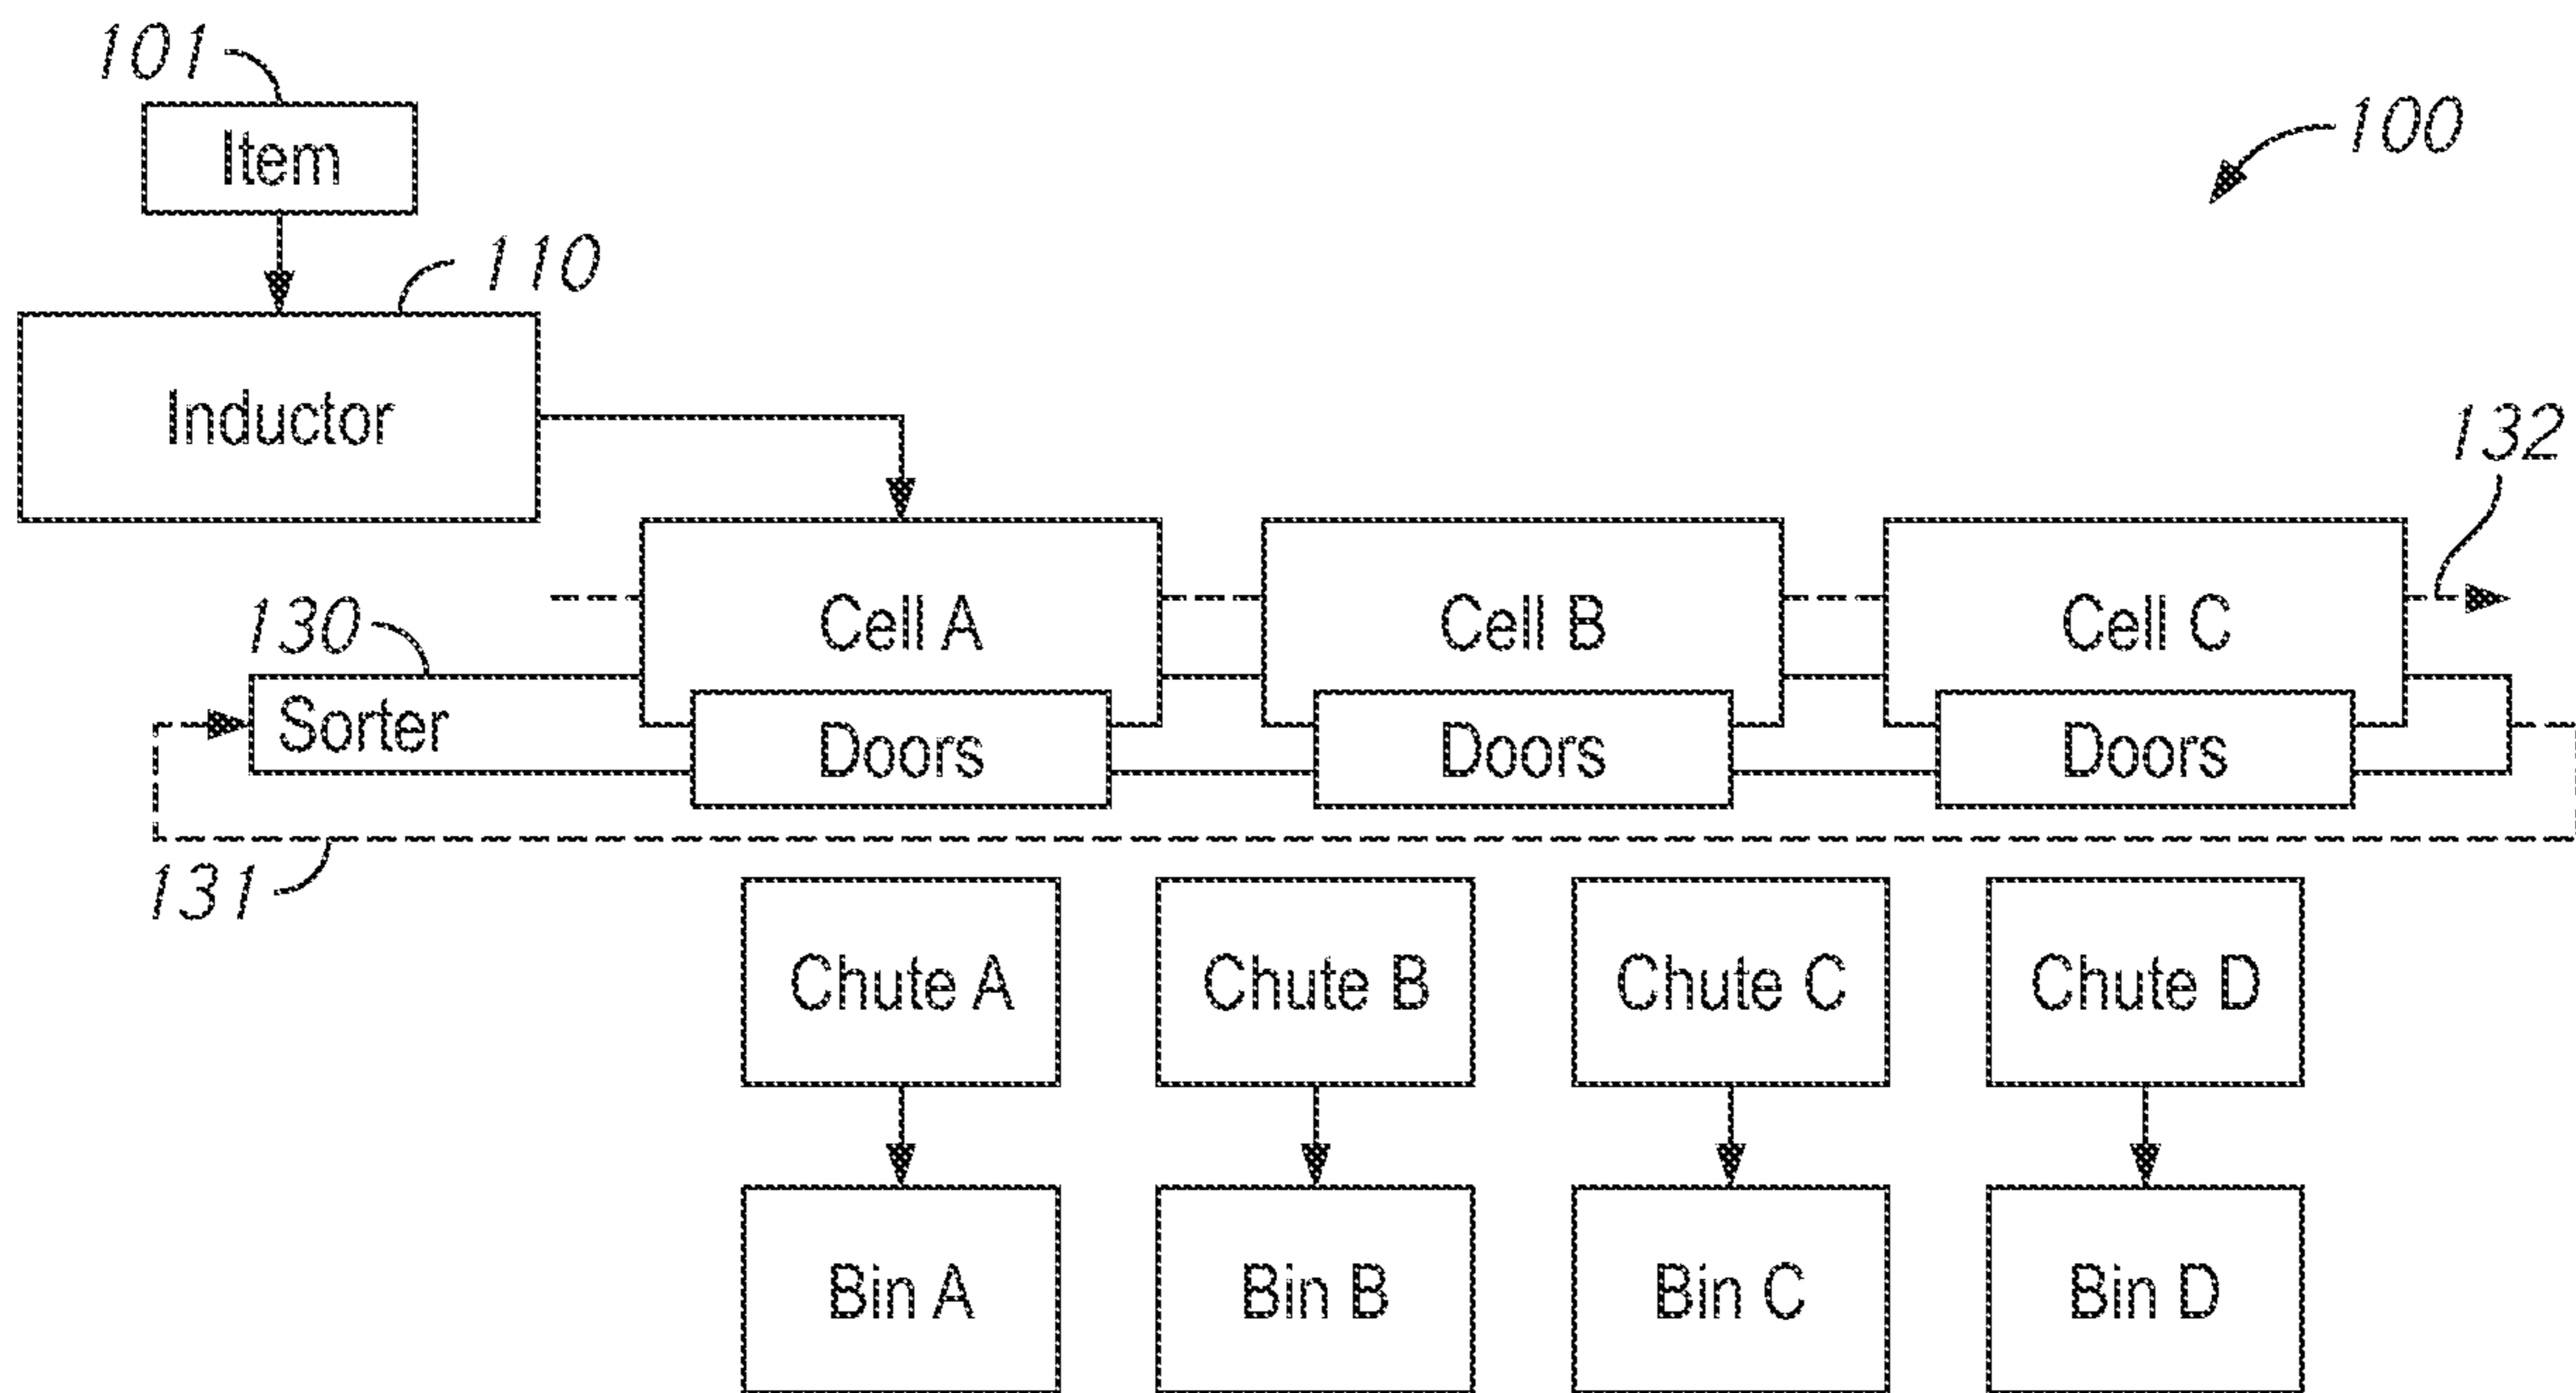 101
Item
100
110
Inductor
132
Cell A
Cell B
Cell C
130
Sorter
Doors
Doors
Doors
131
Chute A
Chute B
Chute C
Chute D
Bin A
Bin B
Bin C
Bin D